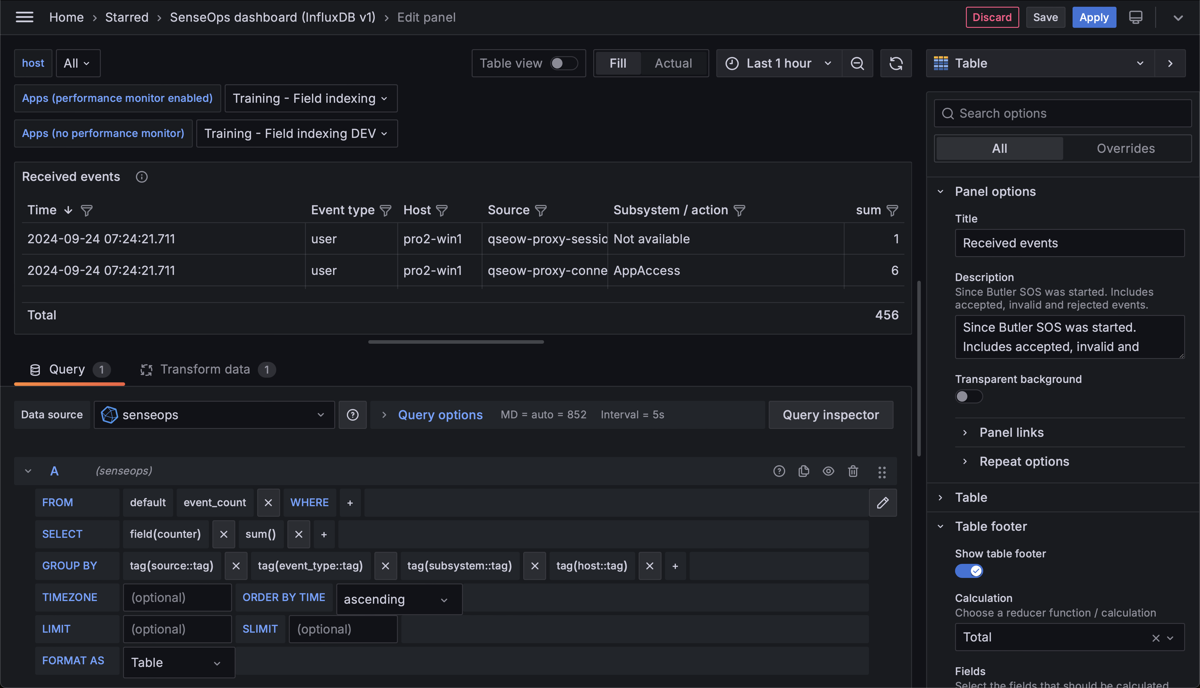 Home › Starred › SenseOps dashboard (InfluxDB v1) › Edit panel
Discard Save Apply
host All
Table view Fill Actual Last 1 hour
Table
Apps (performance monitor enabled) Training - Field indexing
Apps (no performance monitor) Training - Field indexing DEV
Received events
Time Event type Host Source Subsystem / action sum
2024-09-24 07:24:21.711 user pro2-win1 qseow-proxy-sessio Not available 1
2024-09-24 07:24:21.711 user pro2-win1 qseow-proxy-conne AppAccess 6
Total 456
Query 1 Transform data 1
Data source senseops Query options MD = auto = 852 Interval = 5s Query inspector
A (senseops)
FROM default event_count × WHERE +
SELECT field(counter) × sum() × +
GROUP BY tag(source::tag) × tag(event_type::tag) × tag(subsystem::tag) × tag(host::tag) × +
TIMEZONE (optional) ORDER BY TIME ascending
LIMIT (optional) SLIMIT (optional)
FORMAT AS Table
Search options
All Overrides
Panel options
Title
Received events
Description
Since Butler SOS was started. Includes
accepted, invalid and rejected events.
Since Butler SOS was started.
Includes accepted, invalid and
Transparent background
Panel links
Repeat options
Table
Table footer
Show table footer
Calculation
Choose a reducer function / calculation
Total
Fields
Select the fields that should be calculated